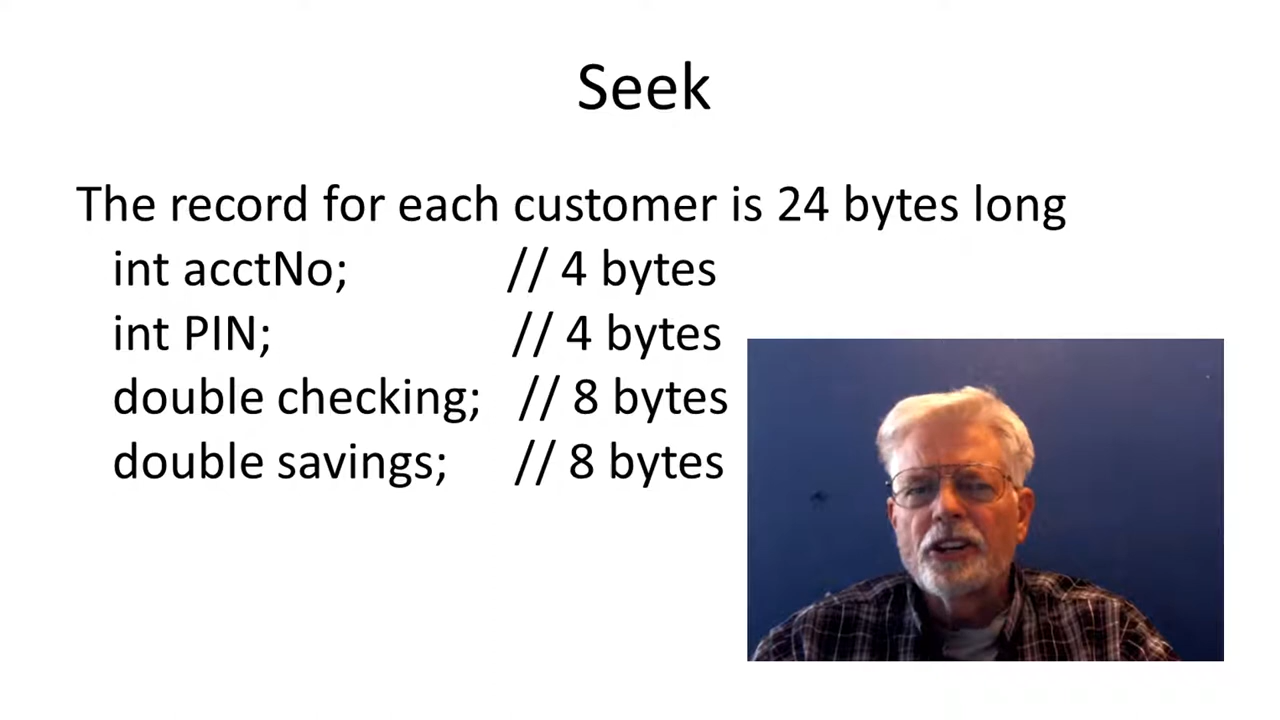 Seek
The record for each customer is 24 bytes long
int acctNo; // 4 bytes
int PIN; // 4 bytes
double checking; // 8 bytes
double savings; // 8 bytes